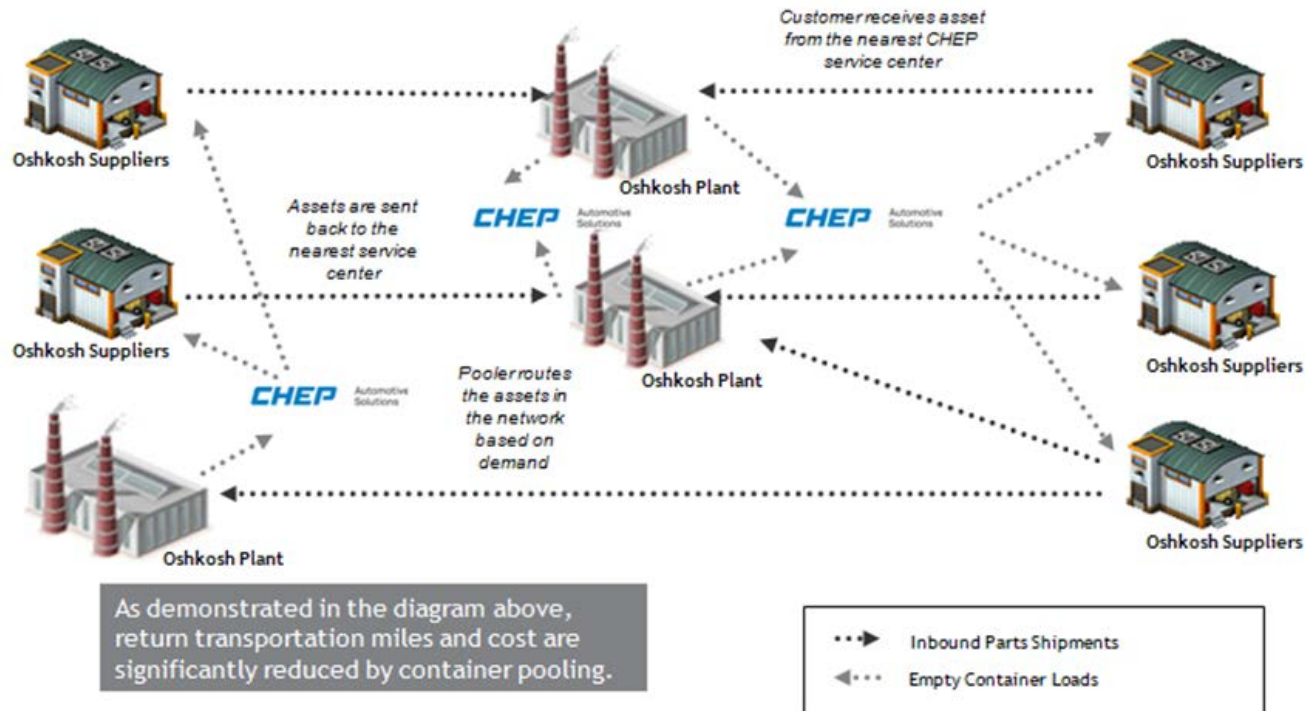 Customer receives asset
from the nearest CHEP
service center
Oshkosh Suppliers
Oshkosh Plant
Oshkosh Suppliers
Assets are sent
back to the
nearest service
center
CHEP Automotive
Solutions
CHEP Automotive
Solutions
Oshkosh Suppliers
Oshkosh Plant
Oshkosh Suppliers
CHEP Automotive
Solutions
Pooler routes
the assets in
the network
based on
demand
Oshkosh Plant
Oshkosh Suppliers
As demonstrated in the diagram above,
return transportation miles and cost are
significantly reduced by container pooling.
Inbound Parts Shipments
Empty Container Loads